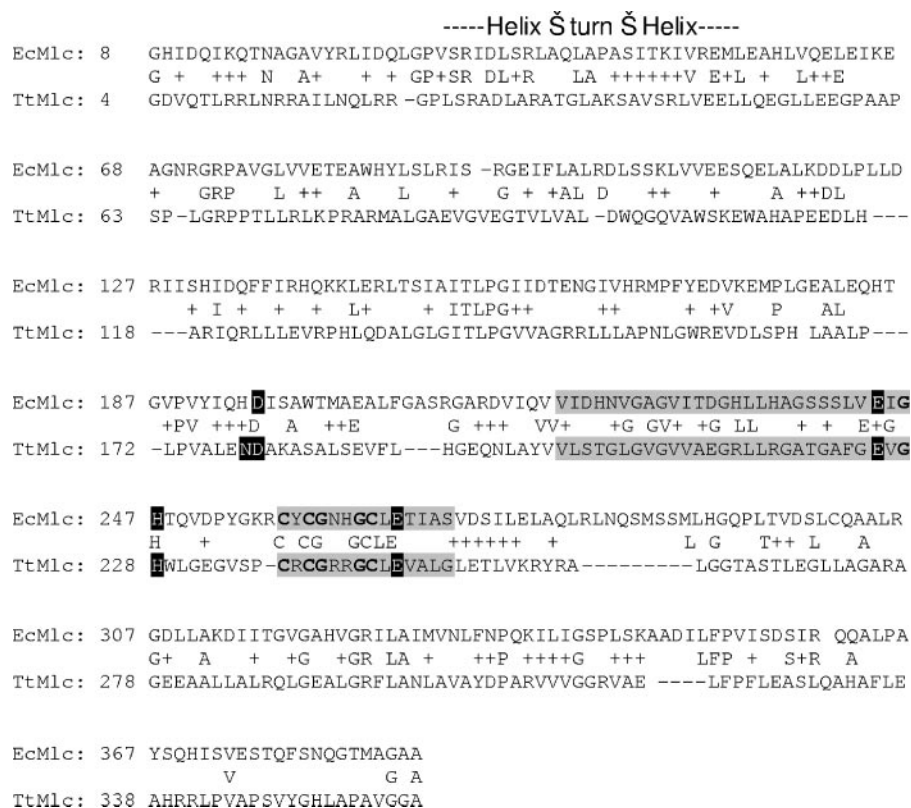 -----Helix Š turn Š Helix-----
EcMlc: 8 GHIDQIKQTNAGAVYRLIDQLGPVSRIDLSRLAQLAPASITKIVREMLEAHLVQELEIKE
G + +++ N A+ + + GP+SR DL+R LA ++++++V E+L + L++E
TtMlc: 4 GDVQTLRRLNRRAILNQLRR -GPLSRADLARATGLAKSAVSRLVEELLQEGLLEEGPAAP
EcMlc: 68 AGNRGRPAVGLVVETEAWHYLSLRIS -RGEIFLALRDLSSKLVVEESQELALKDDLPLLD
+ GRP L ++ A L + G + +AL D ++ + A ++DL
TtMlc: 63 SP-LGRPPTLLRLKPRARMALGAEVGVEGTVLVAL -DWQGQVAWSKEWAHAPEEDLH ---
EcMlc: 127 RIISHIDQFFIRHQKKLERLTSIAITLPGIIDTENGIVHRMPFYEDVKEMPLGEALEQHT
+ I + + + L+ + ITLPG++ ++ + +V P AL
TtMlc: 118 ---ARIQRLLLEVRPHLQDALGLGITLPGVVAGRRLLLAPNLGWREVDLSPH LAALP---
EcMlc: 187 GVPVYIQHDISAWTMAEALFGASRGARDVIQVVIDHNVGAGVITDGHLLHAGSSSLVEIG
+PV +++D A ++E G ++ VV+ +G GV+ +G LL + + E+G
TtMlc: 172 -LPVALENDAKASALSEVFL---HGEQNLAYVVLSTGLGVGVVAEGRLLRGATGAFGEVG
EcMlc: 247 HTQVDPYGKRCYCGNHGCLETIASVDSILELAQLRLNQSMSSMLHGQPLTVDSLCQAALR
H + C CG GCLE ++++++ + L G T++ L A
TtMlc: 228 HWLGEGVSP-CRCGRRGCLEVALGLETLVKRYRA---------LGGTASTLEGLLAGARA
EcMlc: 307 GDLLAKDIITGVGAHVGRILAIMVNLFNPQKILIGSPLSKAADILFPVISDSIR QQALPA
G+ A + +G +GR LA + ++P ++++G +++ LFP + S+R A
TtMlc: 278 GEEAALLALRQLGEALGRFLANLAVAYDPARVVVGGRVAE ----LFPFLEASLQAHAFLE
EcMlc: 367 YSQHISVESTQFSNQGTMAGAA
V G A
TtMlc: 338 AHRRLPVAPSVYGHLAPAVGGA